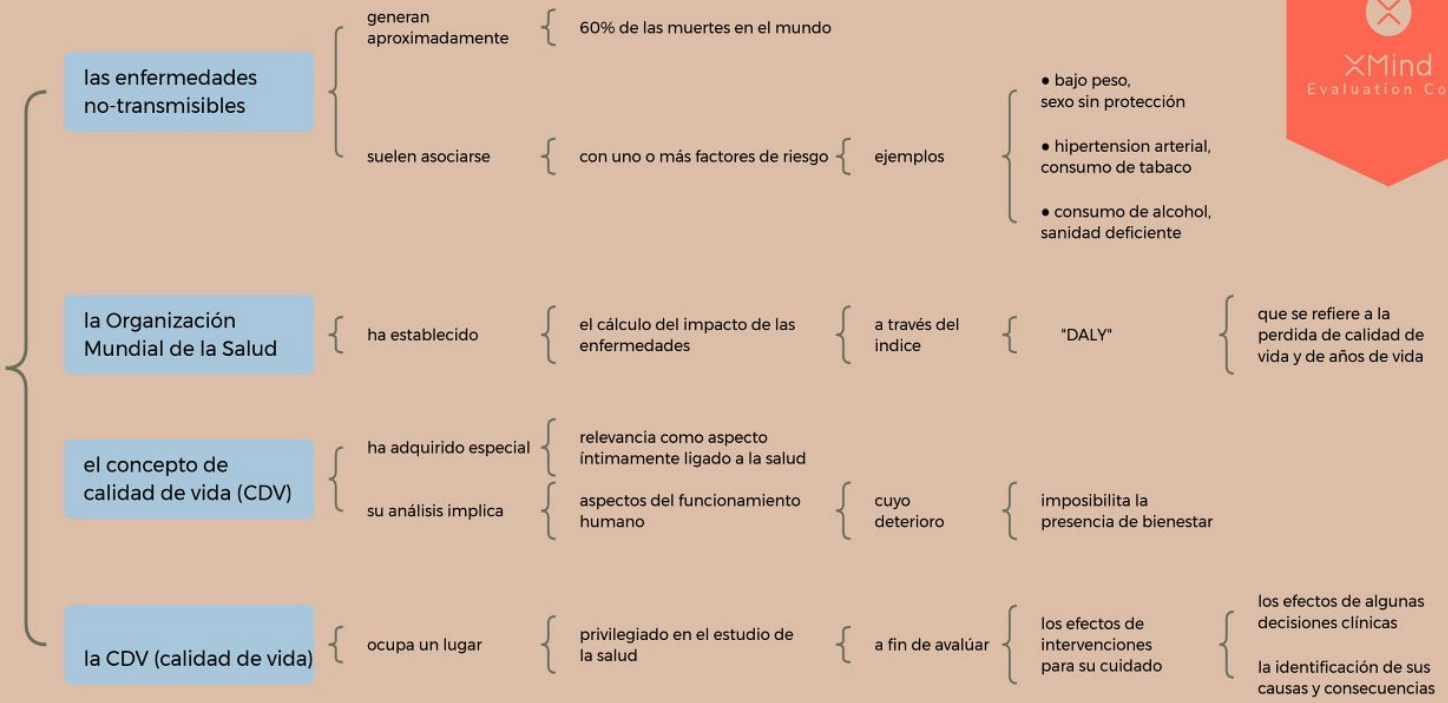 XMind
Evaluation Co
las enfermedades
no-transmisibles
generan
aproximadamente
60% de las muertes en el mundo
suelen asociarse
con uno o más factores de riesgo
ejemplos
● bajo peso,
sexo sin protección
● hipertension arterial,
consumo de tabaco
● consumo de alcohol,
sanidad deficiente
la Organización
Mundial de la Salud
ha establecido
el cálculo del impacto de las
enfermedades
a través del
indice
"DALY"
que se refiere a la
perdida de calidad de
vida y de años de vida
el concepto de
calidad de vida (CDV)
ha adquirido especial
relevancia como aspecto
íntimamente ligado a la salud
su análisis implica
aspectos del funcionamiento
humano
cuyo
deterioro
imposibilita la
presencia de bienestar
la CDV (calidad de vida)
ocupa un lugar
privilegiado en el estudio de
la salud
a fin de avalúar
los efectos de
intervenciones
para su cuidado
los efectos de algunas
decisiones clínicas
la identificación de sus
causas y consecuencias